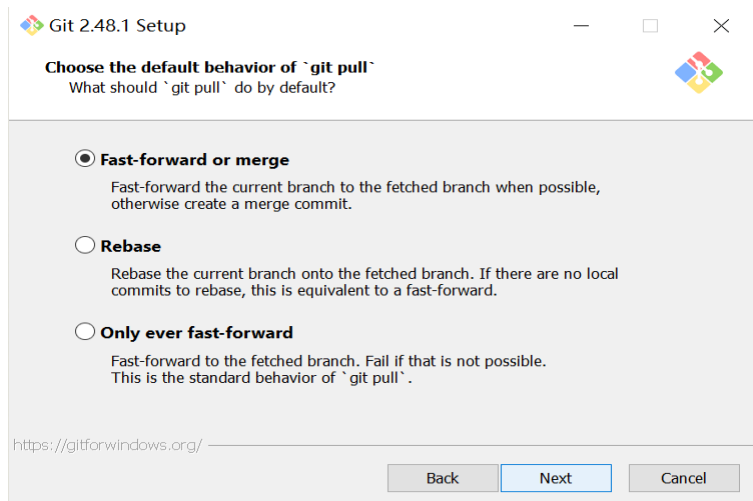 Git 2.48.1 Setup
Choose the default behavior of `git pull`
What should `git pull` do by default?
Fast-forward or merge
Fast-forward the current branch to the fetched branch when possible,
otherwise create a merge commit.
Rebase
Rebase the current branch onto the fetched branch. If there are no local
commits to rebase, this is equivalent to a fast-forward.
Only ever fast-forward
Fast-forward to the fetched branch. Fail if that is not possible.
This is the standard behavior of `git pull`.
https://gitforwindows.org/
Back Next Cancel